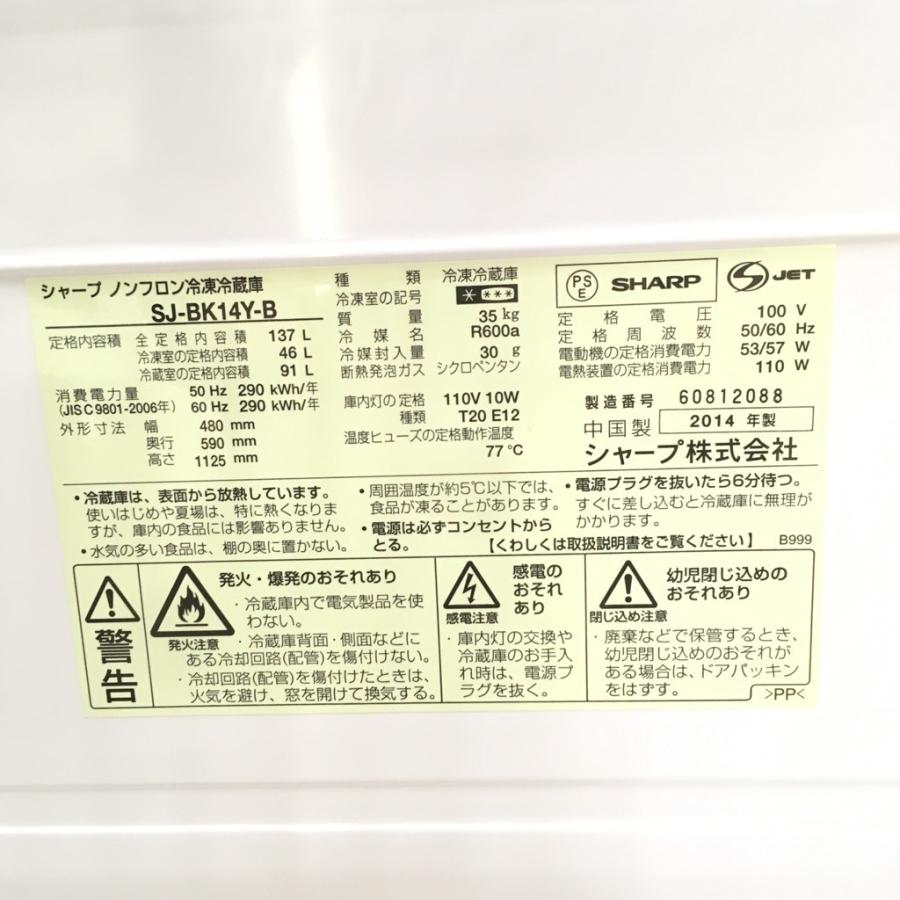 シャープ ノンフロン冷凍冷蔵庫
SJ-BK14Y-B
定格内容積 全定格内容積 137 L
冷凍室の定格内容積 46 L
冷蔵室の定格内容積 91 L
消費電力量 50 Hz 290 kWh/年
(JIS C 9801-2006年) 60 Hz 290 kWh/年
外形寸法 幅 480 mm
奥行 590 mm
高さ 1125 mm
種類 冷凍冷蔵庫
冷凍室の記号 * ***
質量 35 kg
冷媒名 R600a
冷媒封入量 30 g
断熱発泡ガス シクロペンタン
庫内灯の定格 110V 10W
種類 T20 E12
温度ヒューズの定格動作温度
77 ℃
PS E SHARP S JET
定格電圧 100 V
定格周波数 50/60 Hz
電動機の定格消費電力 53/57 W
電熱装置の定格消費電力 110 W
製造番号 60812088
中国製 2014 年製
シャープ株式会社
・冷蔵庫は、表面から放熱しています。
使いはじめや夏場は、特に熱くなりま
すが、庫内の食品には影響ありません。
・水気の多い食品は、棚の奥に置かない。
・周囲温度が約5℃以下では、
食品が凍ることがあります。
・電源は必ずコンセントから
とる。
・電源プラグを抜いたら6分待つ。
すぐに差し込むと冷蔵庫に無理が
かかります。
【くわしくは取扱説明書をご覧ください】 B999
警告
発火・爆発のおそれあり
発火注意
・冷蔵庫内で電気製品を使
わない。
・冷蔵庫背面・側面などに
ある冷却回路(配管)を傷付けない。
・冷却回路(配管)を傷付けたときは、
火気を避け、窓を開けて換気する。
感電の
おそれ
あり
感電注意
・庫内灯の交換や
冷蔵庫のお手入
れ時は、電源プ
ラグを抜く。
幼児閉じ込めの
おそれあり
閉じ込め注意
・廃棄などで保管するとき、
幼児閉じ込めのおそれが
ある場合は、ドアパッキン
をはずす。
>PP<